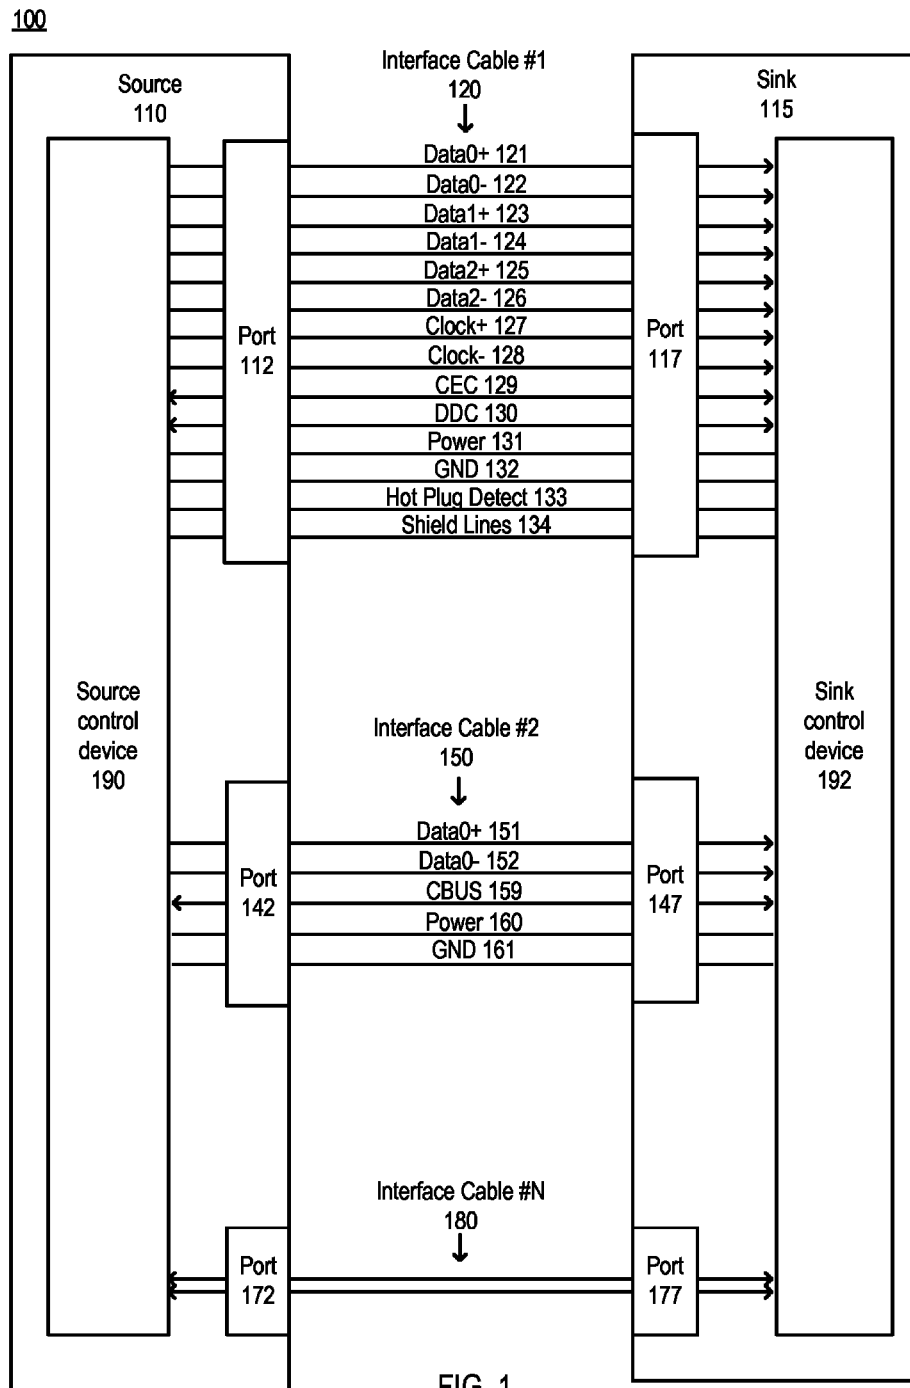 100
Source
110
Interface Cable #1
120
Sink
115
Data0+ 121
Data0- 122
Data1+ 123
Data1- 124
Data2+ 125
Data2- 126
Clock+ 127
Clock- 128
CEC 129
DDC 130
Power 131
GND 132
Hot Plug Detect 133
Shield Lines 134
Port
112
Port
117
Source
control
device
190
Sink
control
device
192
Interface Cable #2
150
Data0+ 151
Data0- 152
CBUS 159
Power 160
GND 161
Port
142
Port
147
Interface Cable #N
180
Port
172
Port
177
FIG. 1